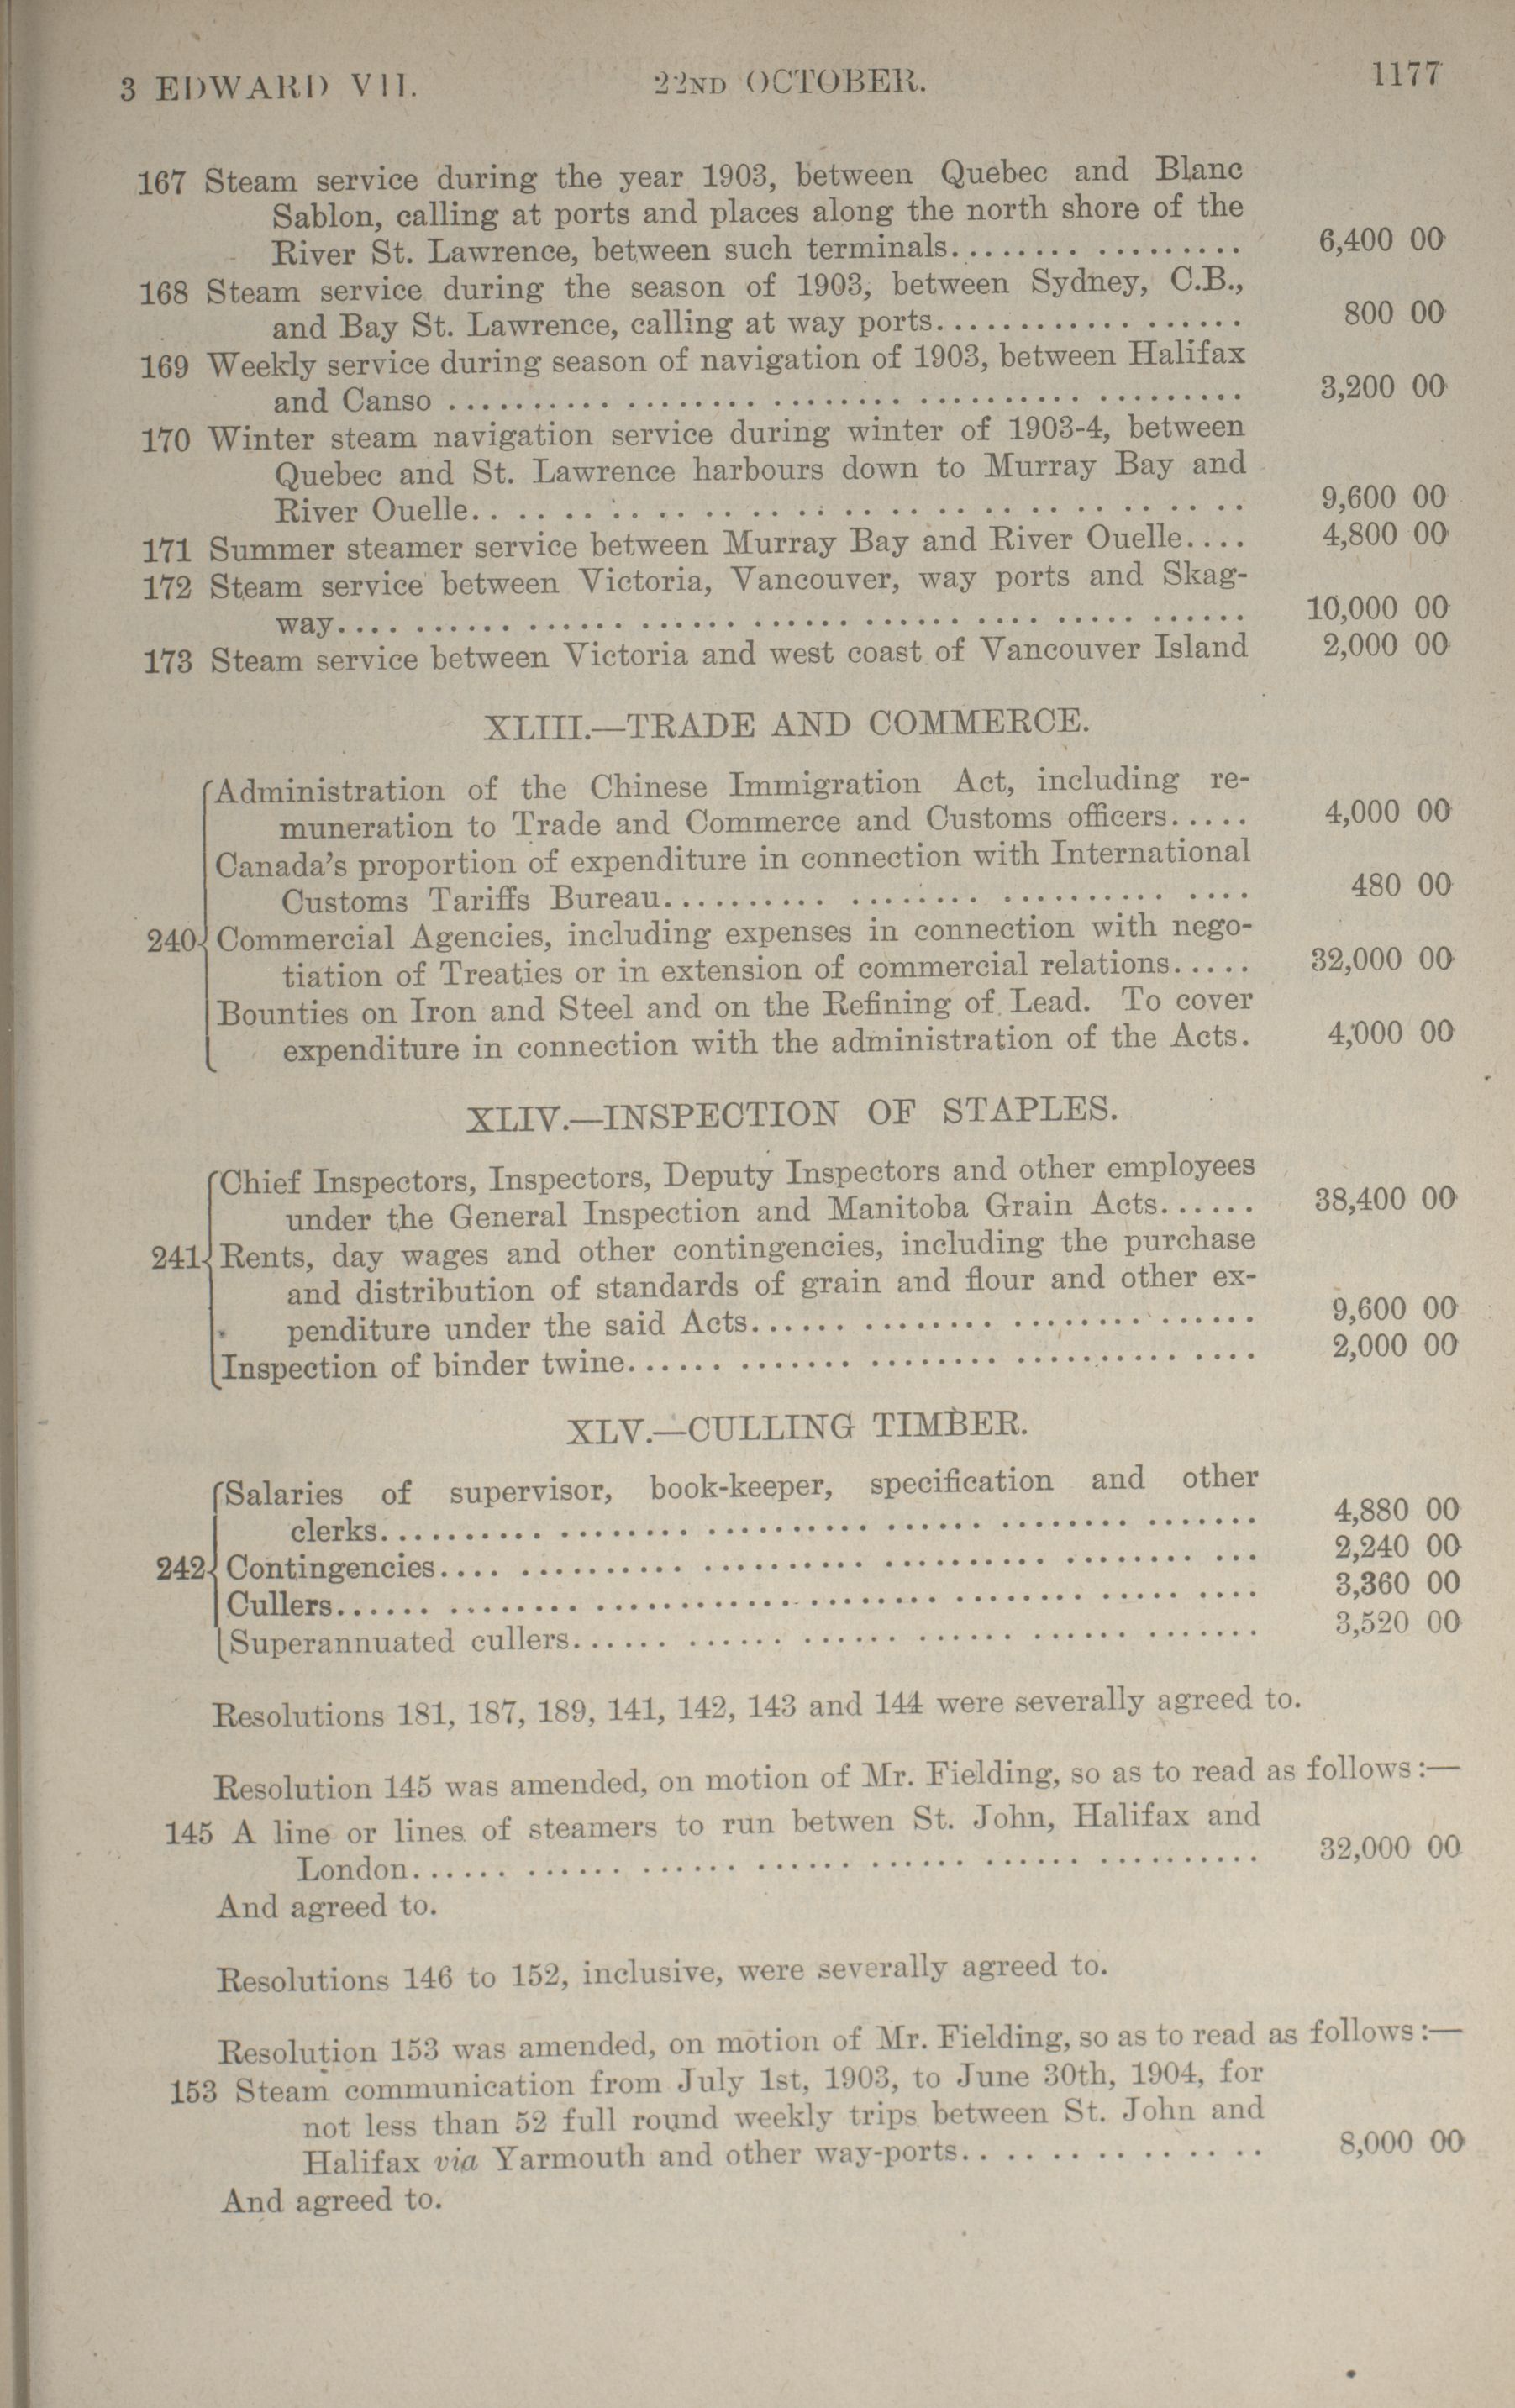 3 EDWARD VII. 22ND OCTOBER. 1177
167 Steam service during the year 1903, between Quebec and Blanc
Sablon, calling at ports and places along the north shore of the
River St. Lawrence, between such terminals.................. 6,400 00
168 Steam service during the season of 1903, between Sydney, C.B.,
and Bay St. Lawrence, calling at way ports.................. 800 00
169 Weekly service during season of navigation of 1903, between Halifax
and Canso .................................................. 3,200 00
170 Winter steam navigation service during winter of 1903-4, between
Quebec and St. Lawrence harbours down to Murray Bay and
River Ouelle.................................. 9,600 00
171 Summer steamer service between Murray Bay and River Ouelle.... 4,800 00
172 Steam service between Victoria, Vancouver, way ports and Skag-
way.................................................. 10,000 00
173 Steam service between Victoria and west coast of Vancouver Island 2,000 00
XLIII.—TRADE AND COMMERCE.
Administration of the Chinese Immigration Act, including re-
muneration to Trade and Commerce and Customs officers..... 4,000 00
Canada's proportion of expenditure in connection with International
Customs Tariffs Bureau.................................. 480 00
240 Commercial Agencies, including expenses in connection with nego-
tiation of Treaties or in extension of commercial relations..... 32,000 00
Bounties on Iron and Steel and on the Refining of Lead. To cover
expenditure in connection with the administration of the Acts. 4,000 00
XLIV.—INSPECTION OF STAPLES.
Chief Inspectors, Inspectors, Deputy Inspectors and other employees
under the General Inspection and Manitoba Grain Acts...... 38,400 00
241 Rents, day wages and other contingencies, including the purchase
and distribution of standards of grain and flour and other ex-
penditure under the said Acts............................ 9,600 00
Inspection of binder twine.................................... 2,000 00
XLV.—CULLING TIMBER.
Salaries of supervisor, book-keeper, specification and other
clerks.................................................. 4,880 00
242 Contingencies.................................................. 2,240 00
Cullers.................................................. 3,360 00
Superannuated cullers.................................... 3,520 00
Resolutions 181, 187, 189, 141, 142, 143 and 144 were severally agreed to.
Resolution 145 was amended, on motion of Mr. Fielding, so as to read as follows:—
145 A line or lines of steamers to run betwen St. John, Halifax and
London.............................................. 32,000 00
And agreed to.
Resolutions 146 to 152, inclusive, were severally agreed to.
Resolution 153 was amended, on motion of Mr. Fielding, so as to read as follows:—
153 Steam communication from July 1st, 1903, to June 30th, 1904, for
not less than 52 full round weekly trips between St. John and
Halifax via Yarmouth and other way-ports.............. 8,000 00
And agreed to.